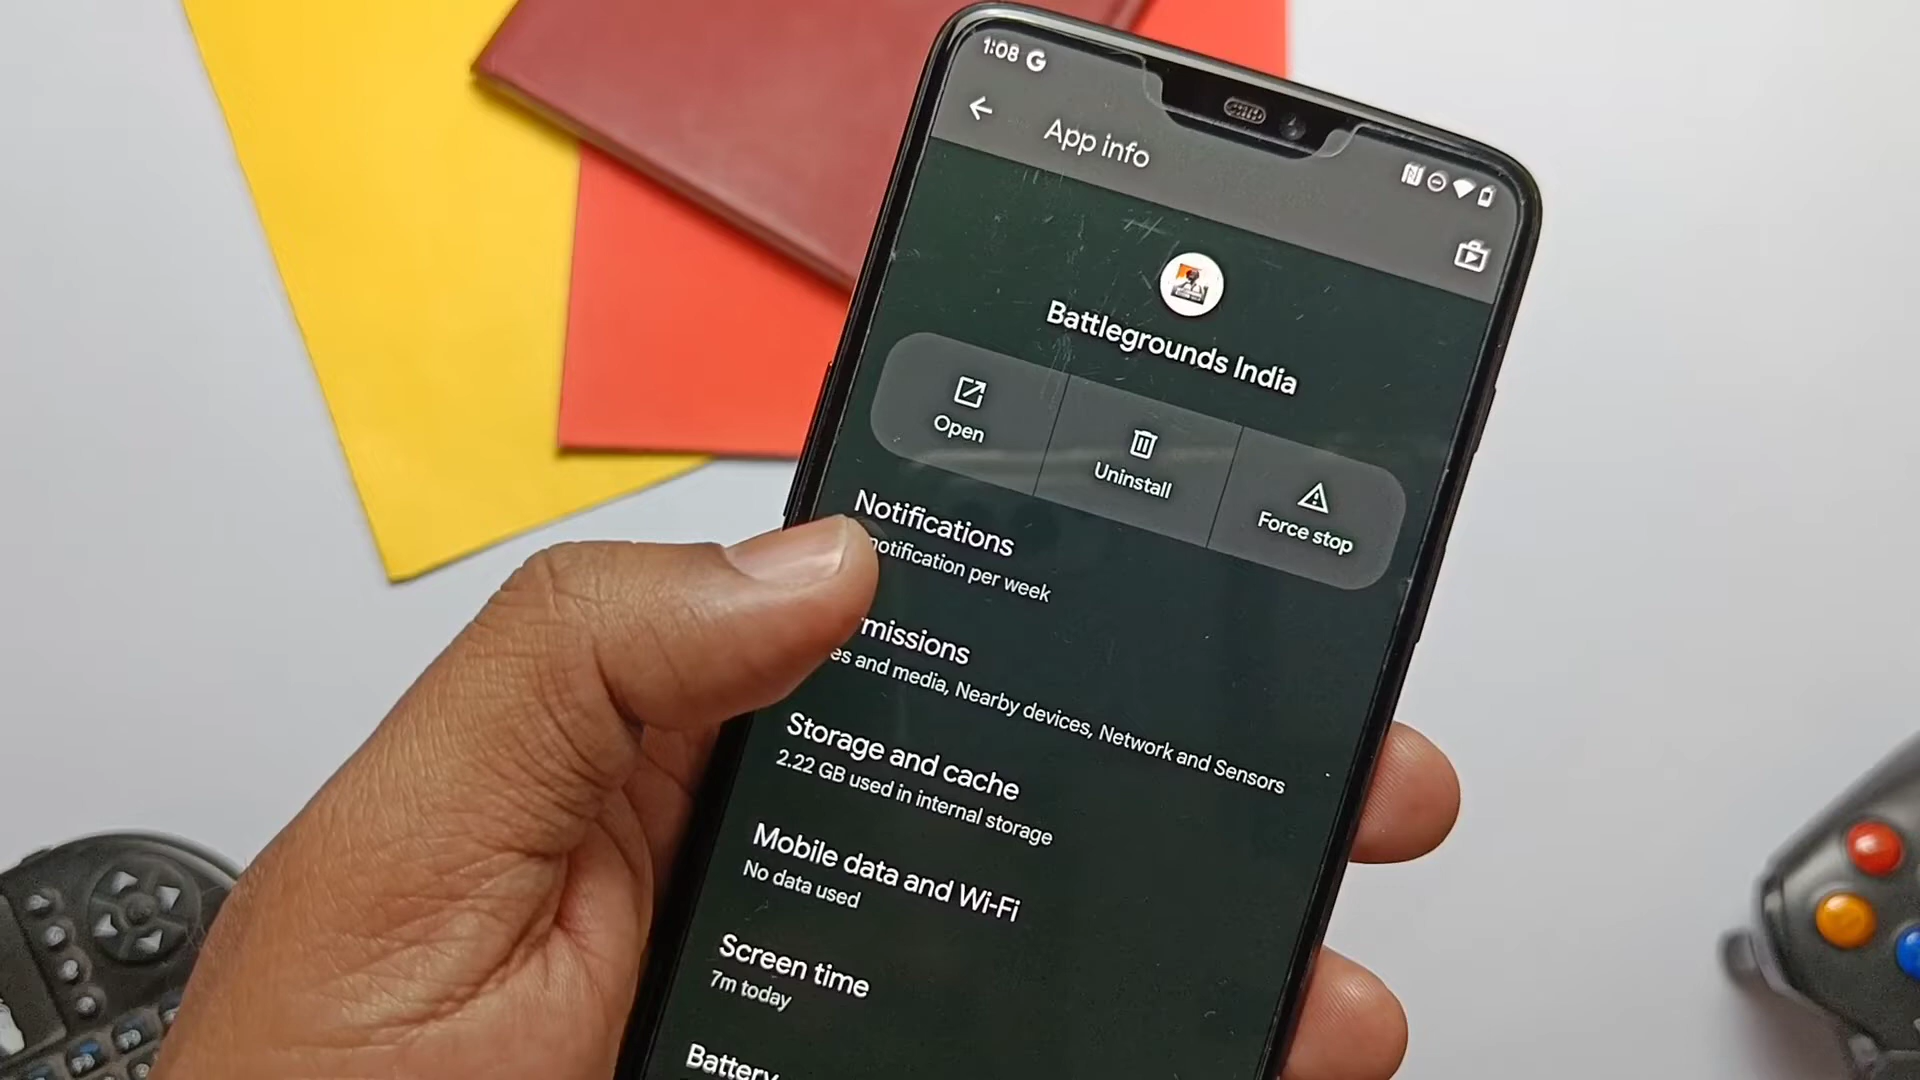 1:08
App info
Battlegrounds India
Open
Uninstall
Force stop
Notifications
notification per week
missions
and media, Nearby devices, Network and Sensors
Storage and cache
2.22 GB used in internal storage
Mobile data and Wi-Fi
No data used
Screen time
7m today
Battery